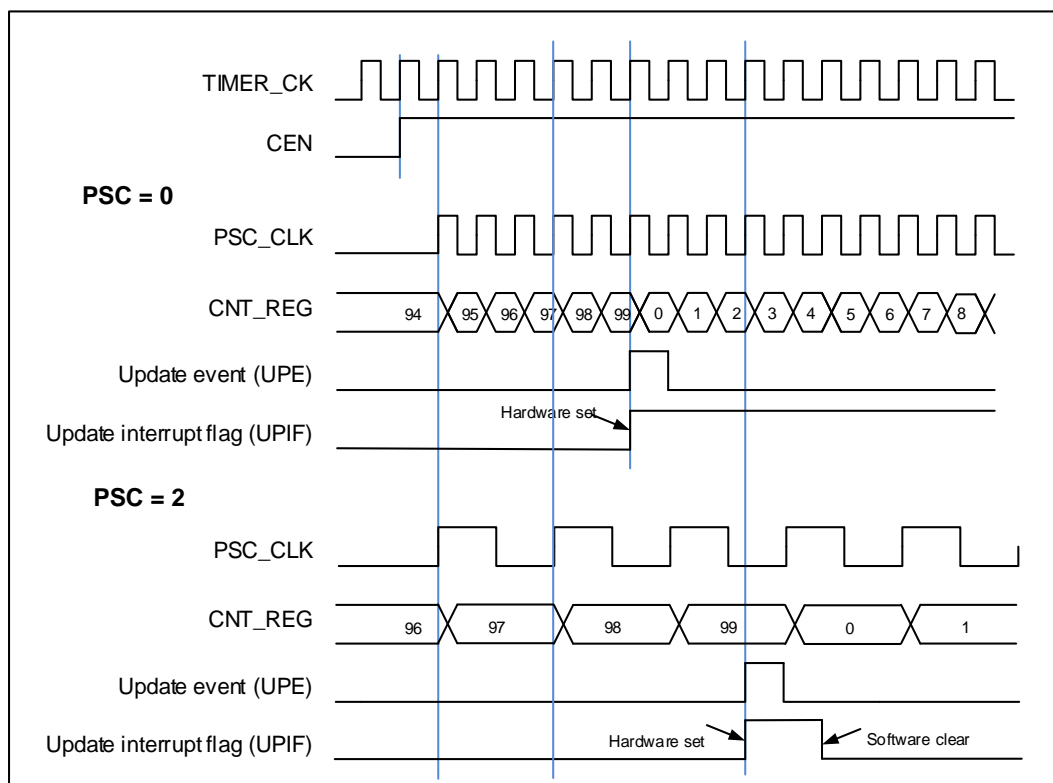 TIMER_CK
CEN
PSC = 0
PSC_CLK
CNT_REG 94 95 96 97 98 99 0 1 2 3 4 5 6 7 8
Update event (UPE)
Hardware set
Update interrupt flag (UPIF)
PSC = 2
PSC_CLK
CNT_REG 96 97 98 99 0 1
Update event (UPE)
Update interrupt flag (UPIF) Hardware set Software clear